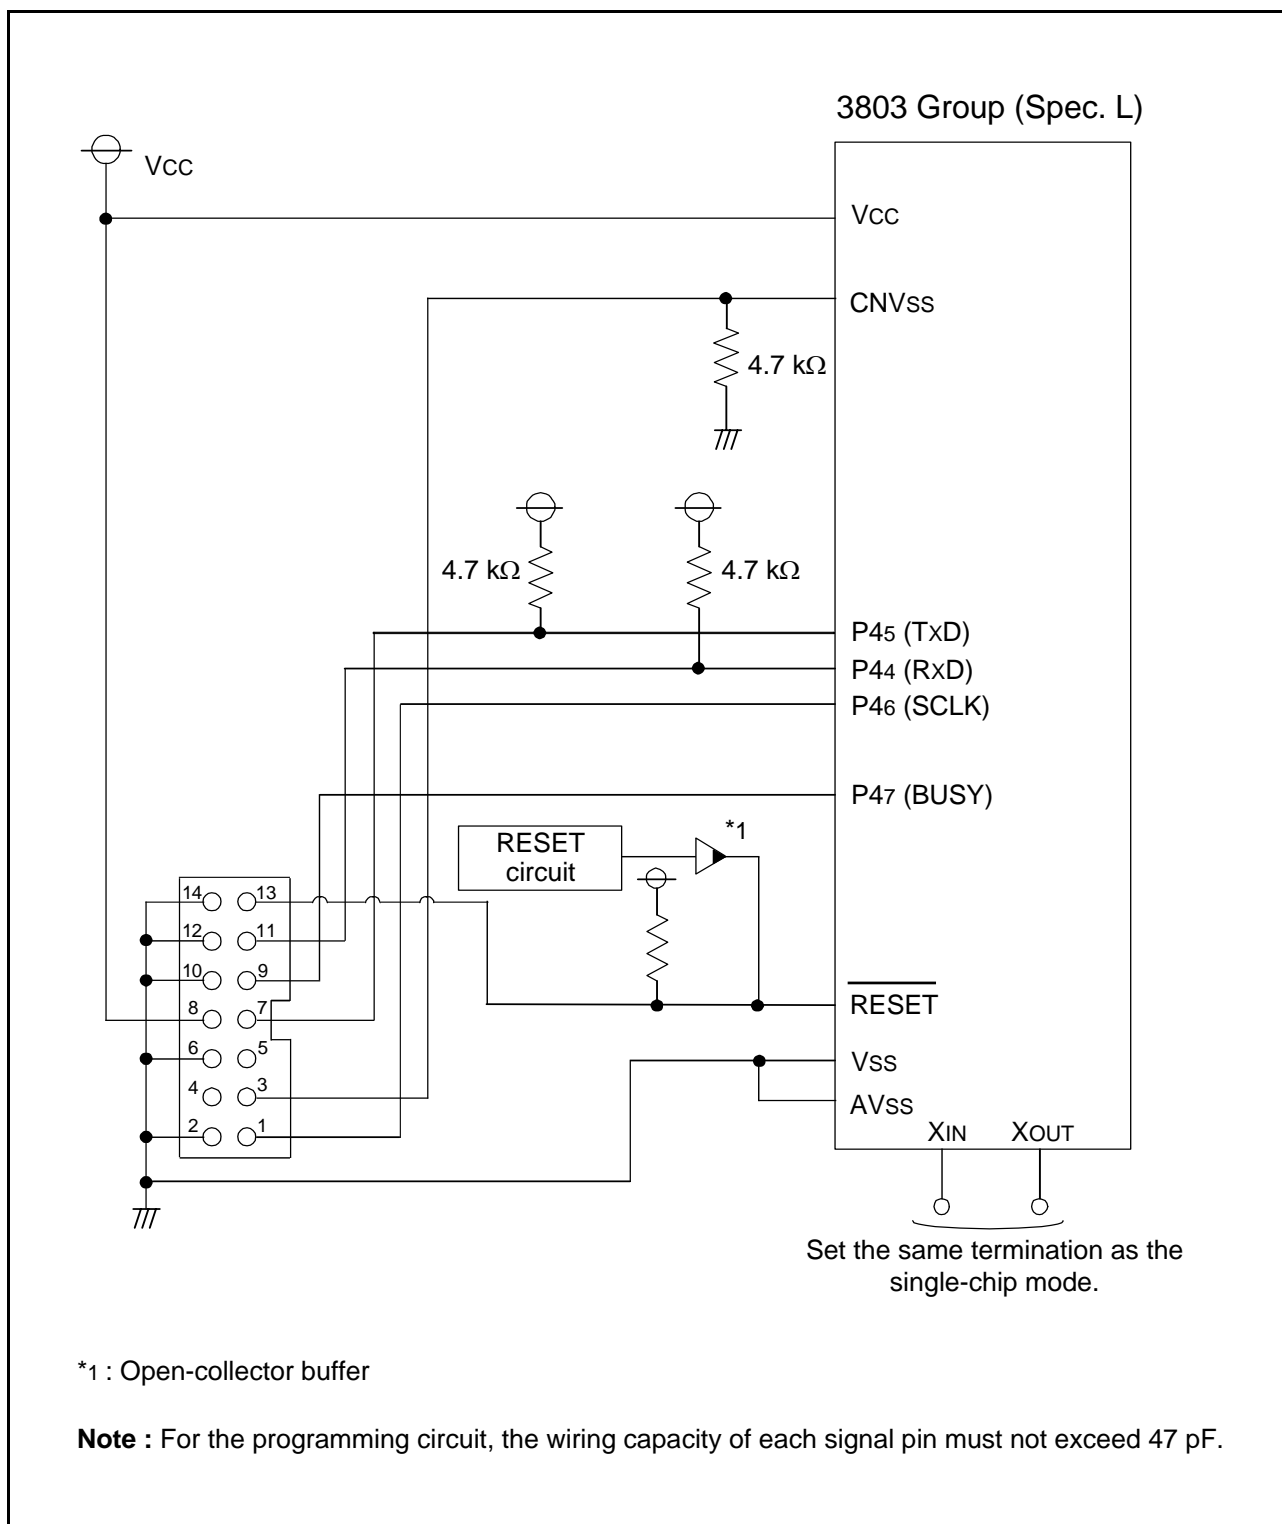 3803 Group (Spec. L)
VCC
VCC
CNVSS
4.7 kΩ
4.7 kΩ
4.7 kΩ
P45 (TXD)
P44 (RXD)
P46 (SCLK)
P47 (BUSY)
*1
RESET
circuit
14 13
12 11
10 9
8 7
6 5
4 3
2 1
RESET
VSS
AVSS
XIN XOUT
Set the same termination as the
single-chip mode.
*1 : Open-collector buffer
Note : For the programming circuit, the wiring capacity of each signal pin must not exceed 47 pF.